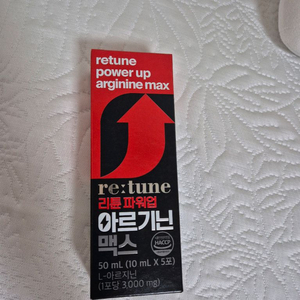 retune
power up
arginine max
re:tune
리튠 파워업
아르기닌
맥스
HACCP
50 mL (10 mL X 5포)
L-아르지닌
(1포당 3,000 mg)